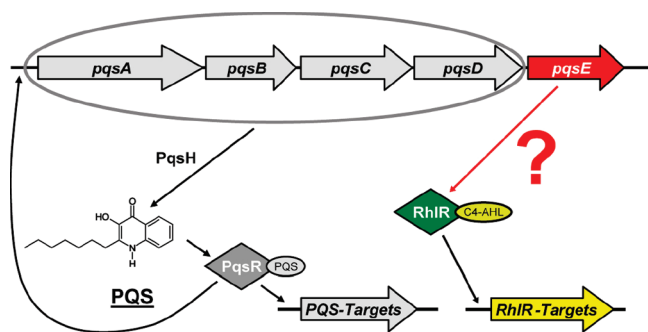 pqsA pqsB pqsC pqsD pqsE
PqsH
?
O
HO
N
H
RhlR C4-AHL
PqsR PQS
PQS
PQS-Targets RhlR-Targets